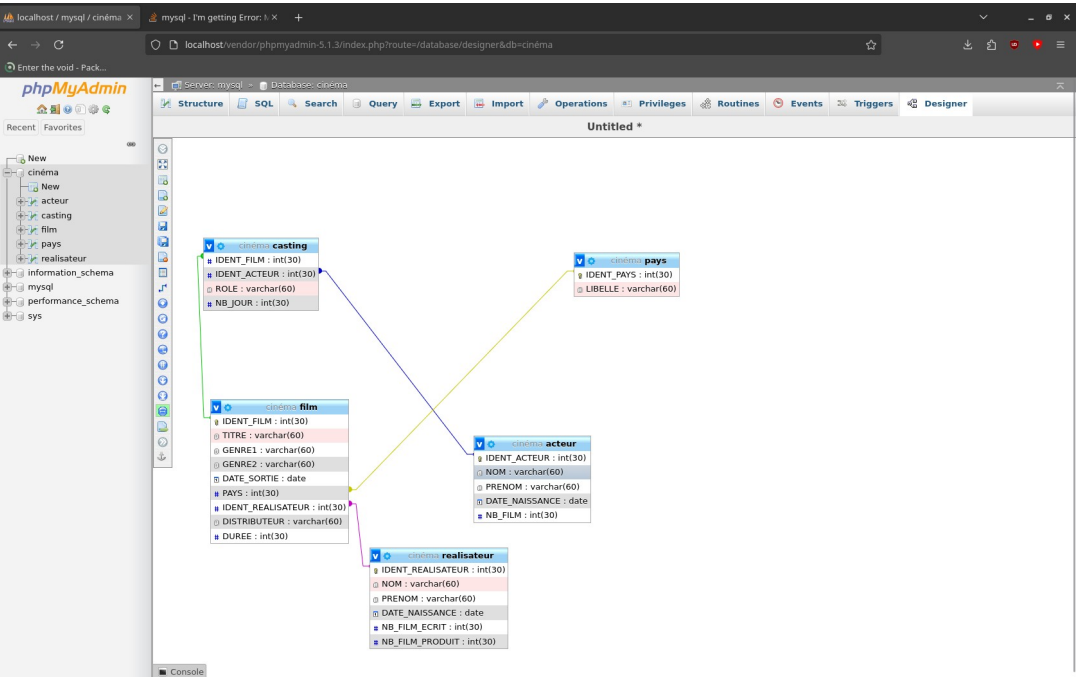 localhost / mysql / cinéma
mysql - I'm getting Error:
localhost/vendor/phpmyadmin-5.1.3/index.php?route=/database/designer&db=cinéma
Enter the void - Pack...
phpMyAdmin
Recent Favorites
New
cinéma
New
acteur
casting
film
pays
realisateur
information_schema
mysql
performance_schema
sys
Server: mysql » Database: cinéma
Structure SQL Search Query Export Import Operations Privileges Routines Events Triggers Designer
Untitled *
v cinéma casting
IDENT_FILM : int(30)
IDENT_ACTEUR : int(30)
ROLE : varchar(60)
NB_JOUR : int(30)
v cinéma pays
IDENT_PAYS : int(30)
LIBELLE : varchar(60)
v cinéma film
IDENT_FILM : int(30)
TITRE : varchar(60)
GENRE1 : varchar(60)
GENRE2 : varchar(60)
DATE_SORTIE : date
PAYS : int(30)
IDENT_REALISATEUR : int(30)
DISTRIBUTEUR : varchar(60)
DUREE : int(30)
v cinéma acteur
IDENT_ACTEUR : int(30)
NOM : varchar(60)
PRENOM : varchar(60)
DATE_NAISSANCE : date
NB_FILM : int(30)
v cinéma realisateur
IDENT_REALISATEUR : int(30)
NOM : varchar(60)
PRENOM : varchar(60)
DATE_NAISSANCE : date
NB_FILM_ECRIT : int(30)
NB_FILM_PRODUIT : int(30)
Console